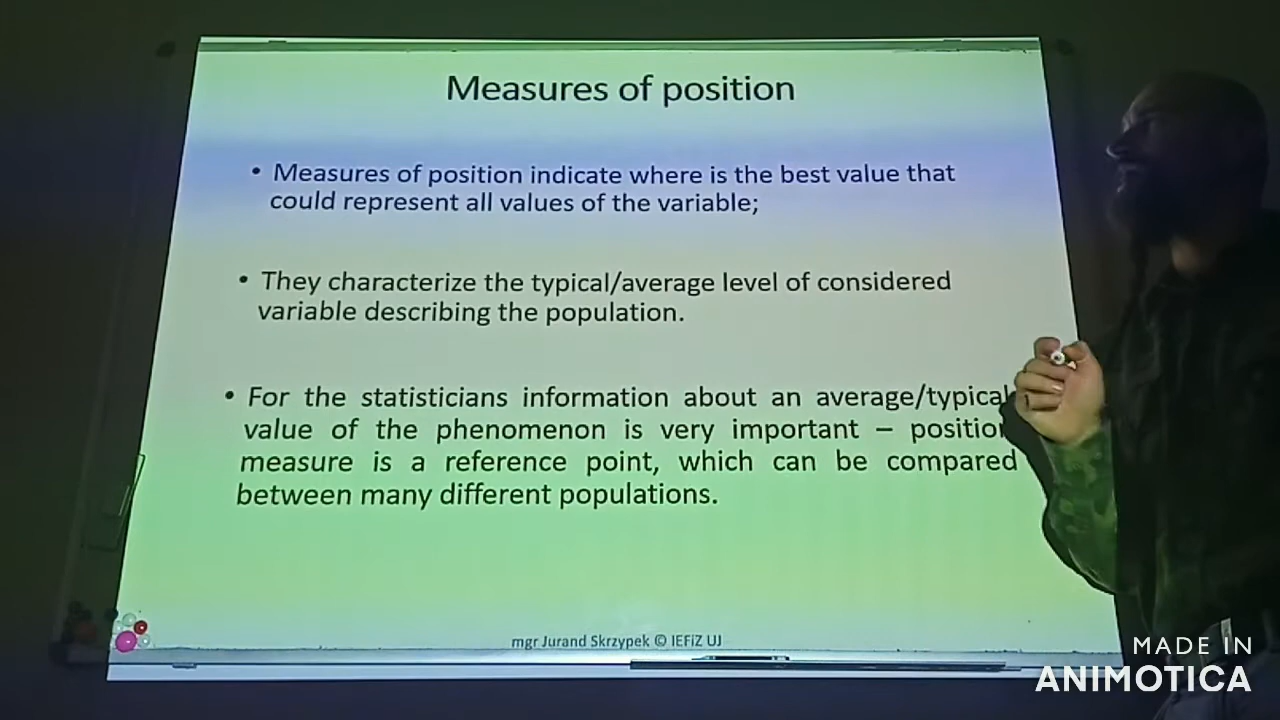 Measures of position
• Measures of position indicate where is the best value that
could represent all values of the variable;
• They characterize the typical/average level of considered
variable describing the population.
• For the statisticians information about an average/typical
value of the phenomenon is very important – position
measure is a reference point, which can be compared
between many different populations.
mgr Jurand Skrzypek © IEFiZ UJ
MADE IN
ANIMOTICA